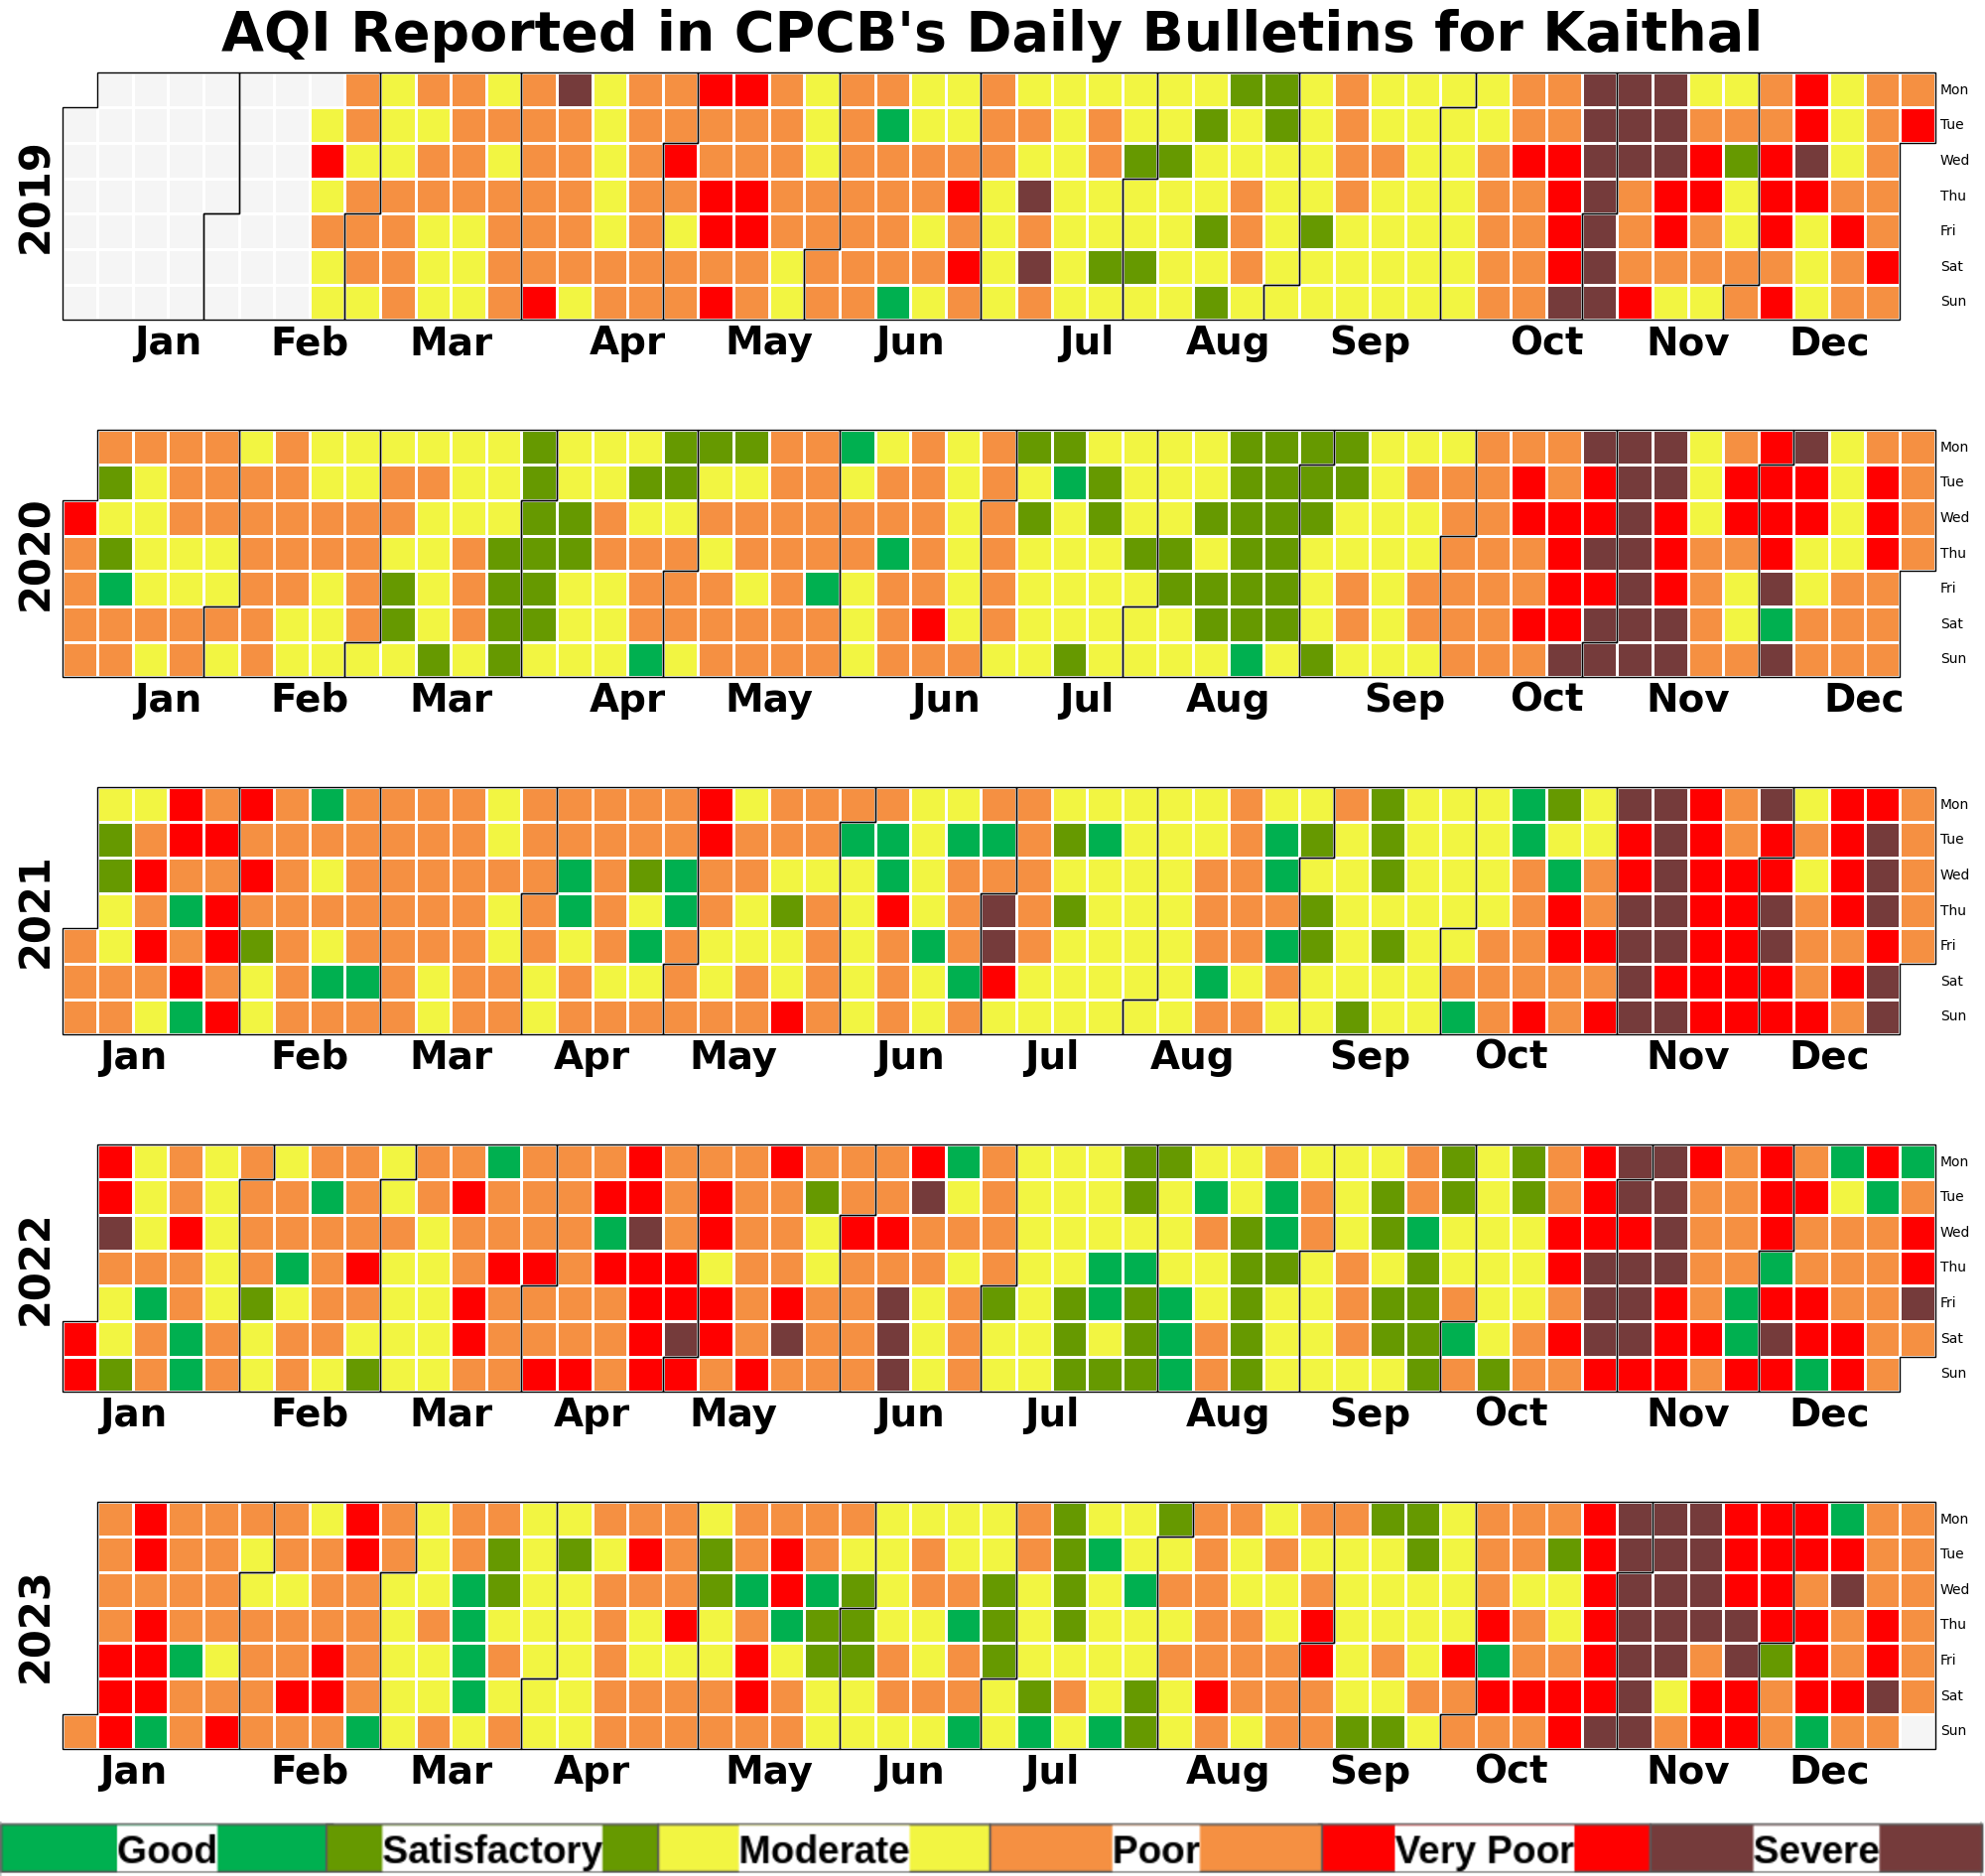 AQI Reported in CPCB's Daily Bulletins for Kaithal
2019
Mon
Tue
Wed
Thu
Fri
Sat
Sun
Jan Feb Mar Apr May Jun Jul Aug Sep Oct Nov Dec
2020
Mon
Tue
Wed
Thu
Fri
Sat
Sun
Jan Feb Mar Apr May Jun Jul Aug Sep Oct Nov Dec
2021
Mon
Tue
Wed
Thu
Fri
Sat
Sun
Jan Feb Mar Apr May Jun Jul Aug Sep Oct Nov Dec
2022
Mon
Tue
Wed
Thu
Fri
Sat
Sun
Jan Feb Mar Apr May Jun Jul Aug Sep Oct Nov Dec
2023
Mon
Tue
Wed
Thu
Fri
Sat
Sun
Jan Feb Mar Apr May Jun Jul Aug Sep Oct Nov Dec
Good Satisfactory Moderate Poor Very Poor Severe